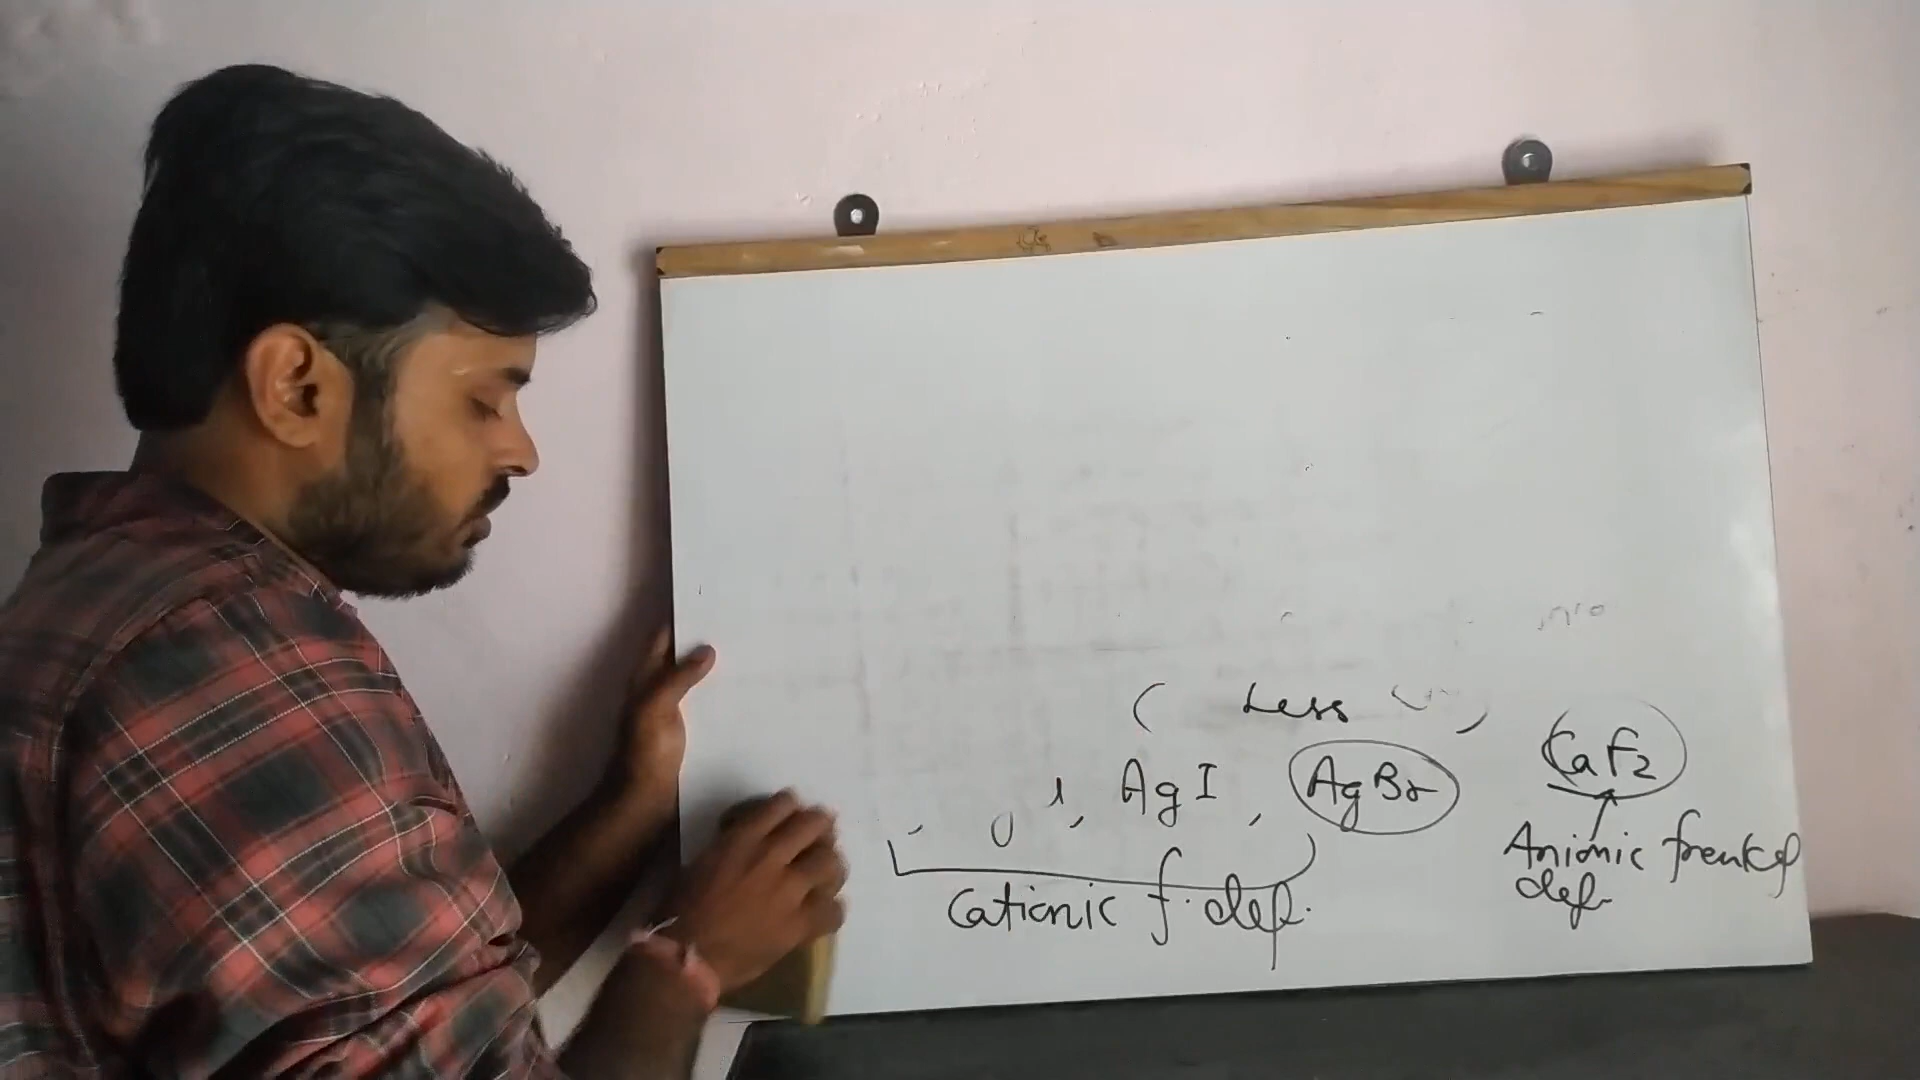 ( Less )
, AgI , AgBr CaF2
Cationic f. def.
Anionic frenkel
def.